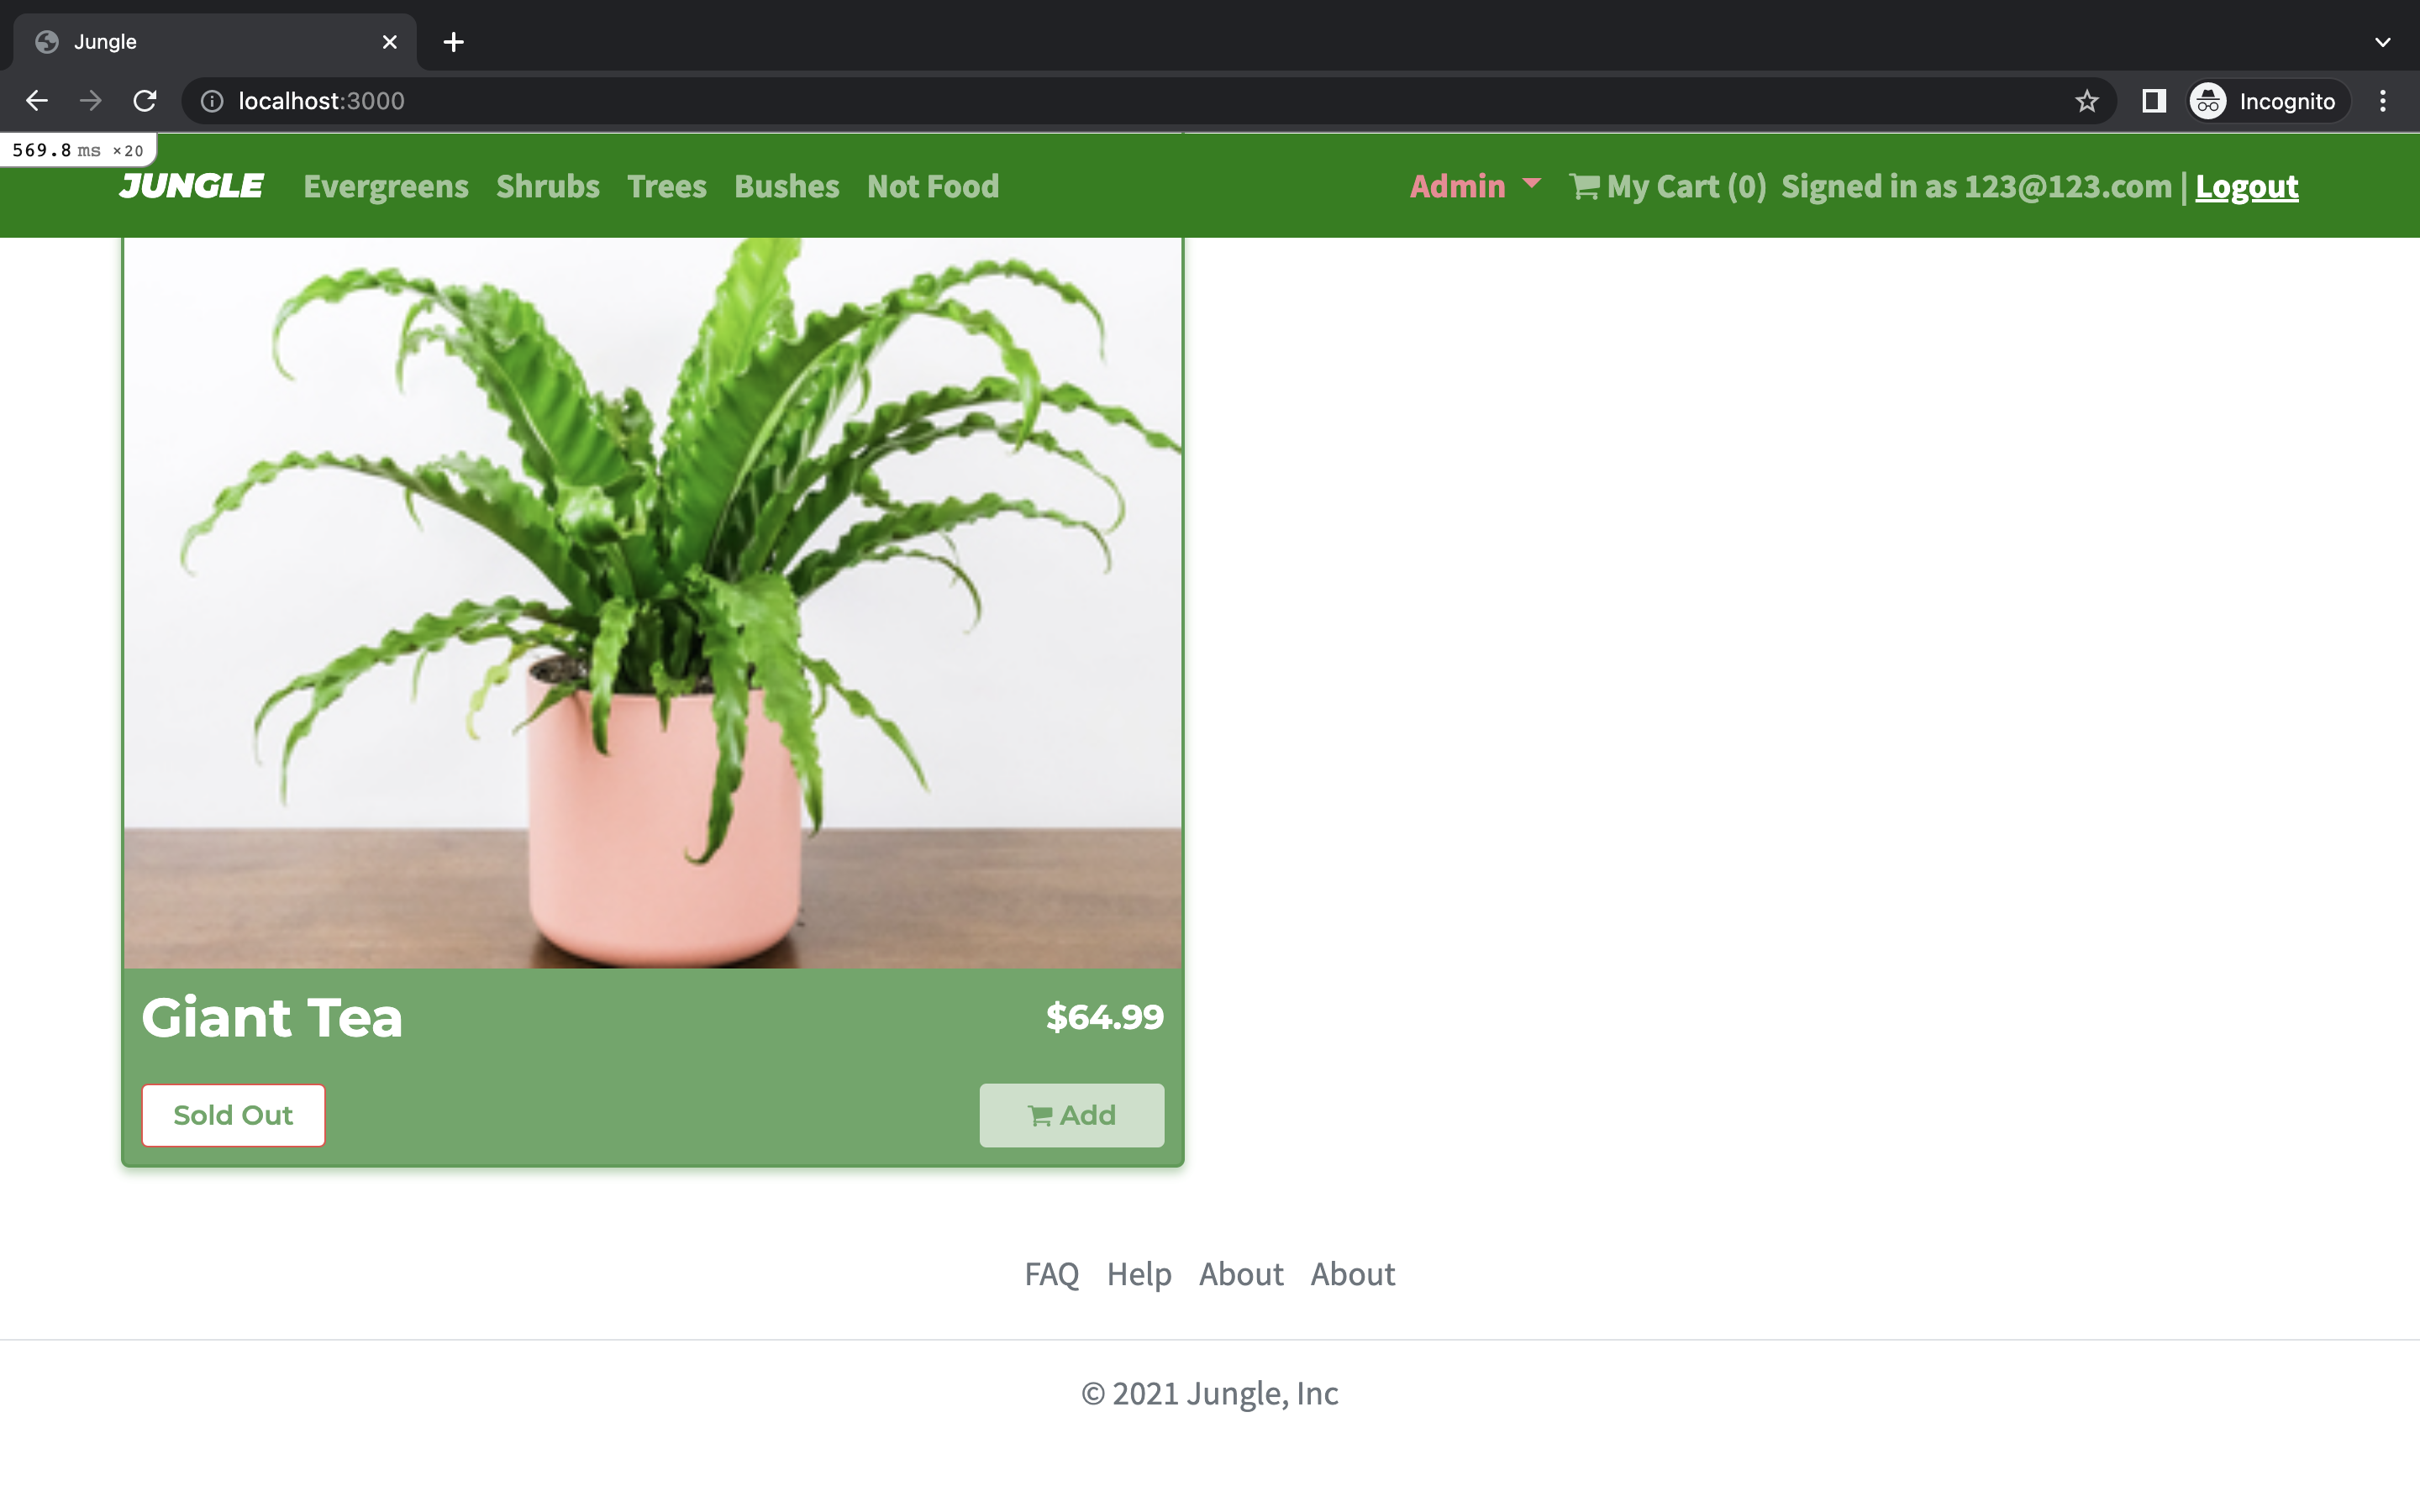 Jungle
localhost:3000
Incognito
569.8 ms ×20
JUNGLE Evergreens Shrubs Trees Bushes Not Food Admin My Cart (0) Signed in as 123@123.com | Logout
Giant Tea $64.99
Sold Out Add
FAQ Help About About
© 2021 Jungle, Inc